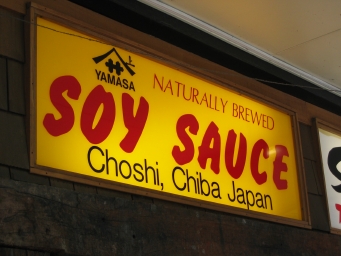 YAMASA
NATURALLY BREWED
SOY SAUCE
Choshi, Chiba Japan